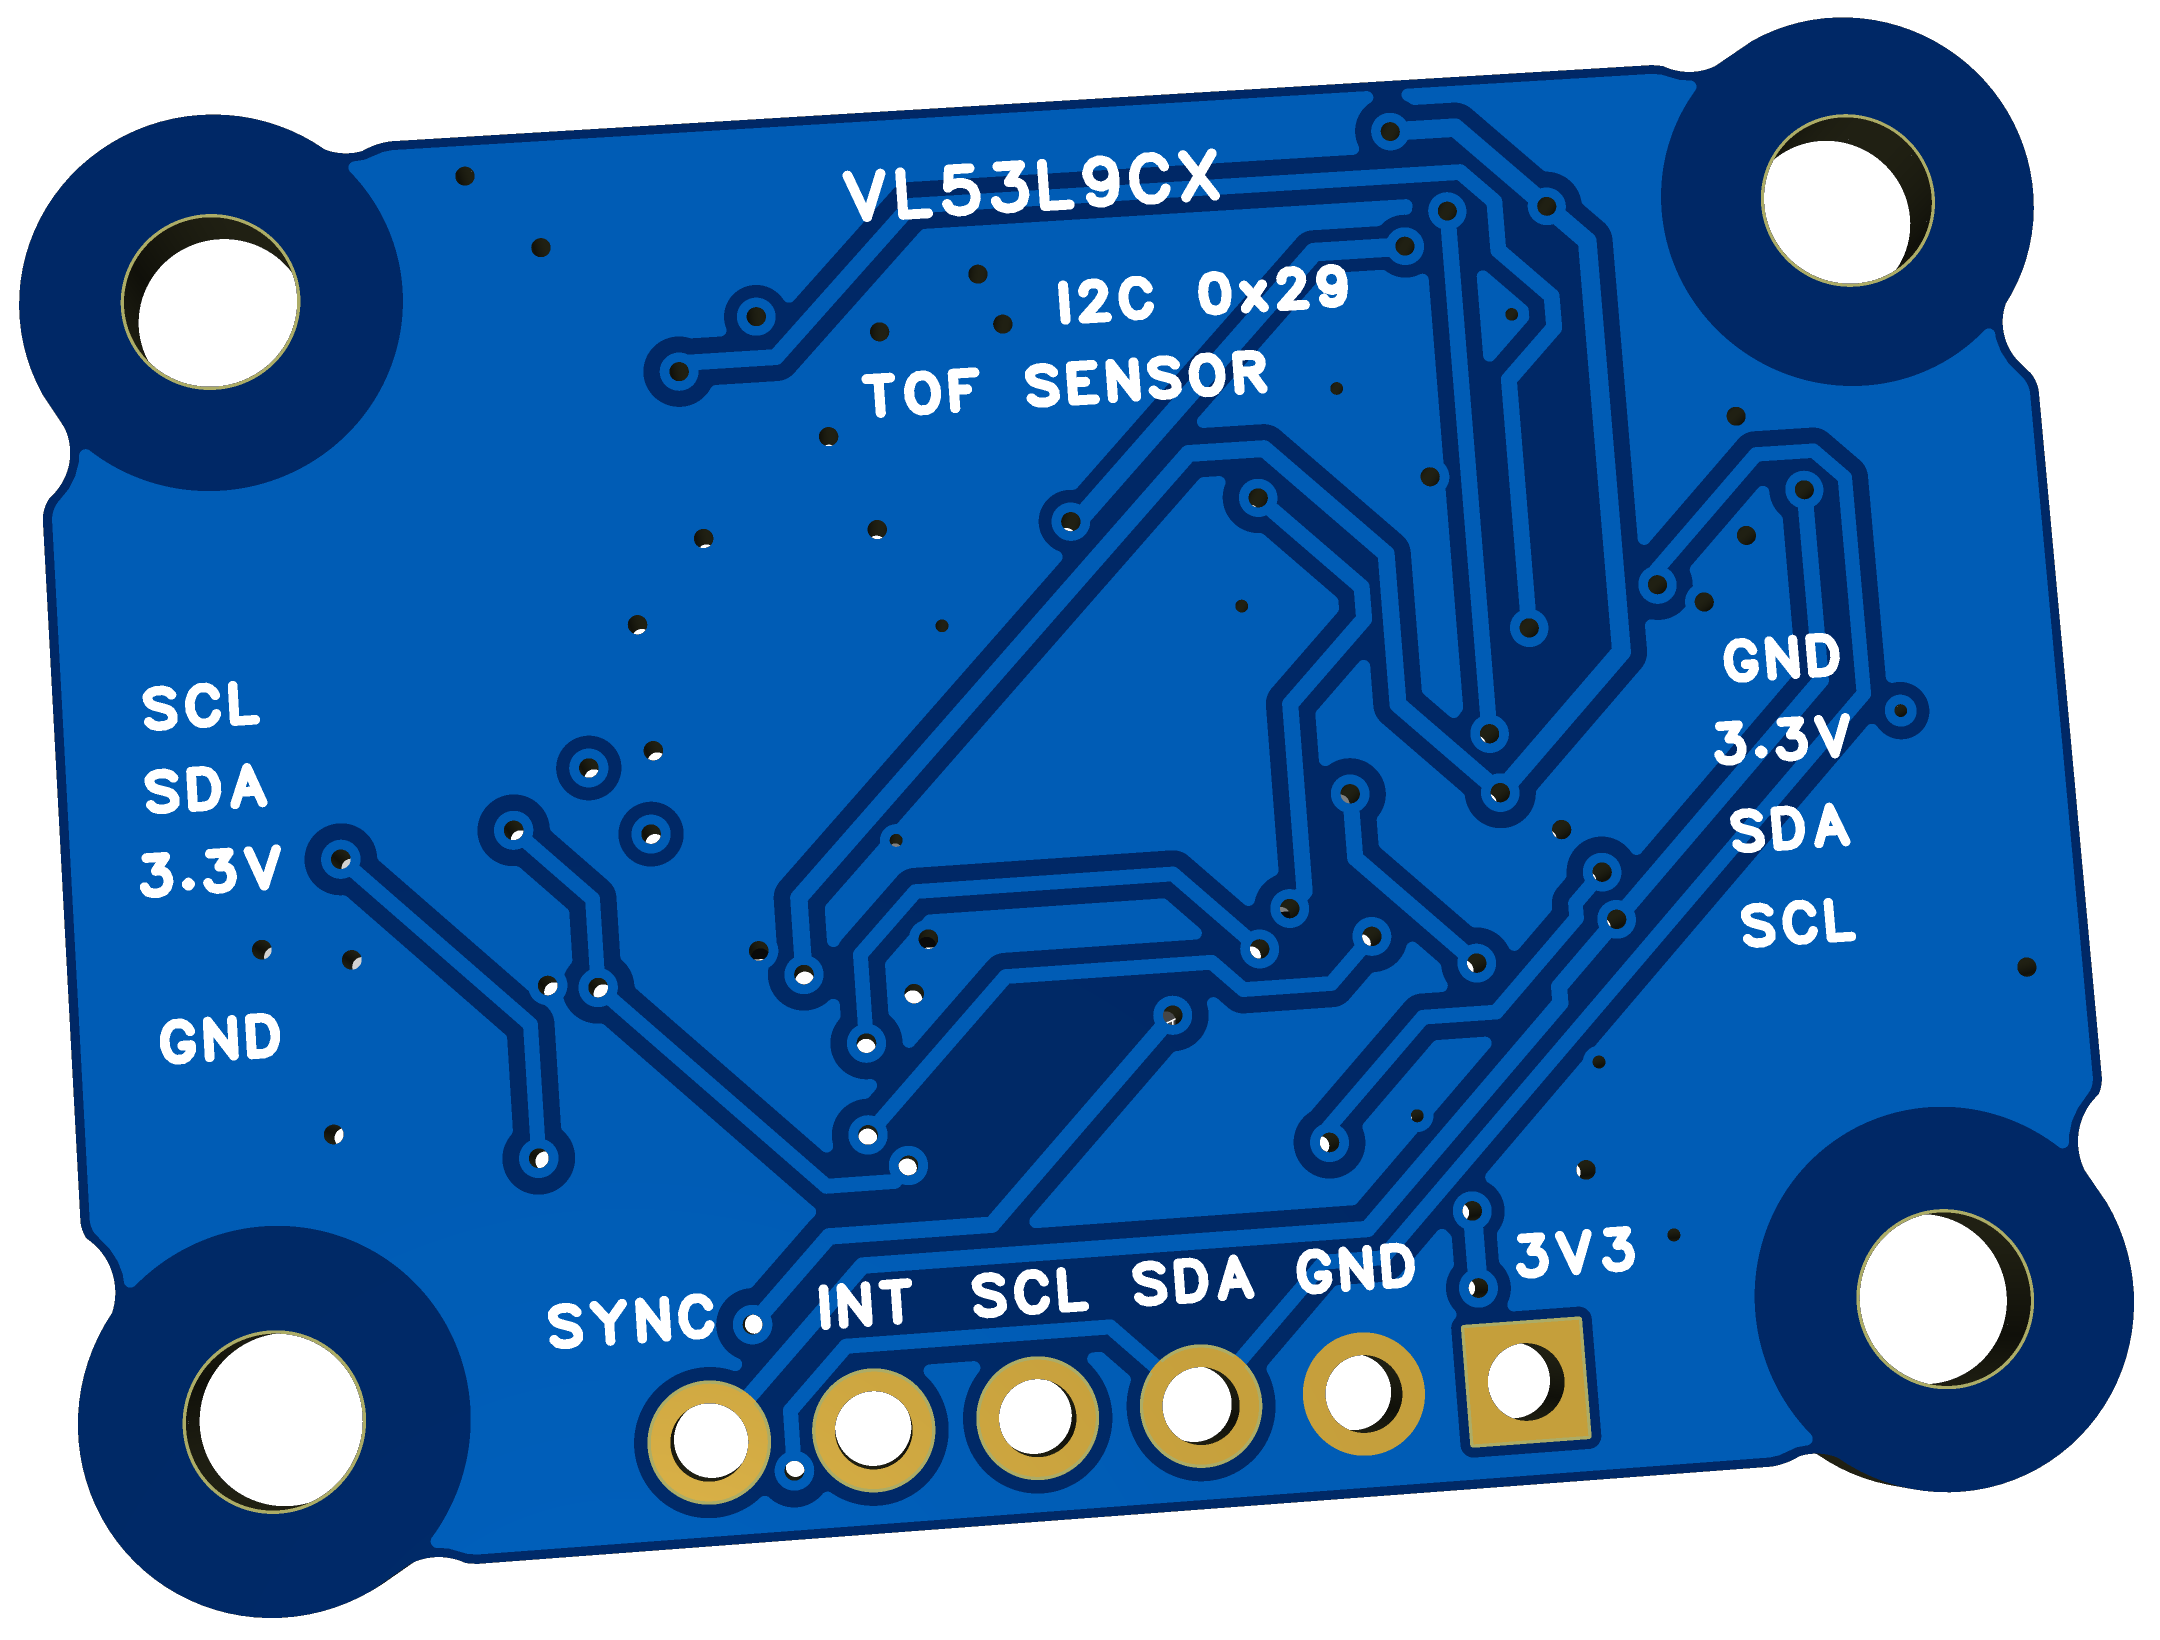 VL53L9CX
I2C 0x29
TOF SENSOR
SCL
SDA
3.3V
GND
GND
3.3V
SDA
SCL
SYNC INT SCL SDA GND 3V3